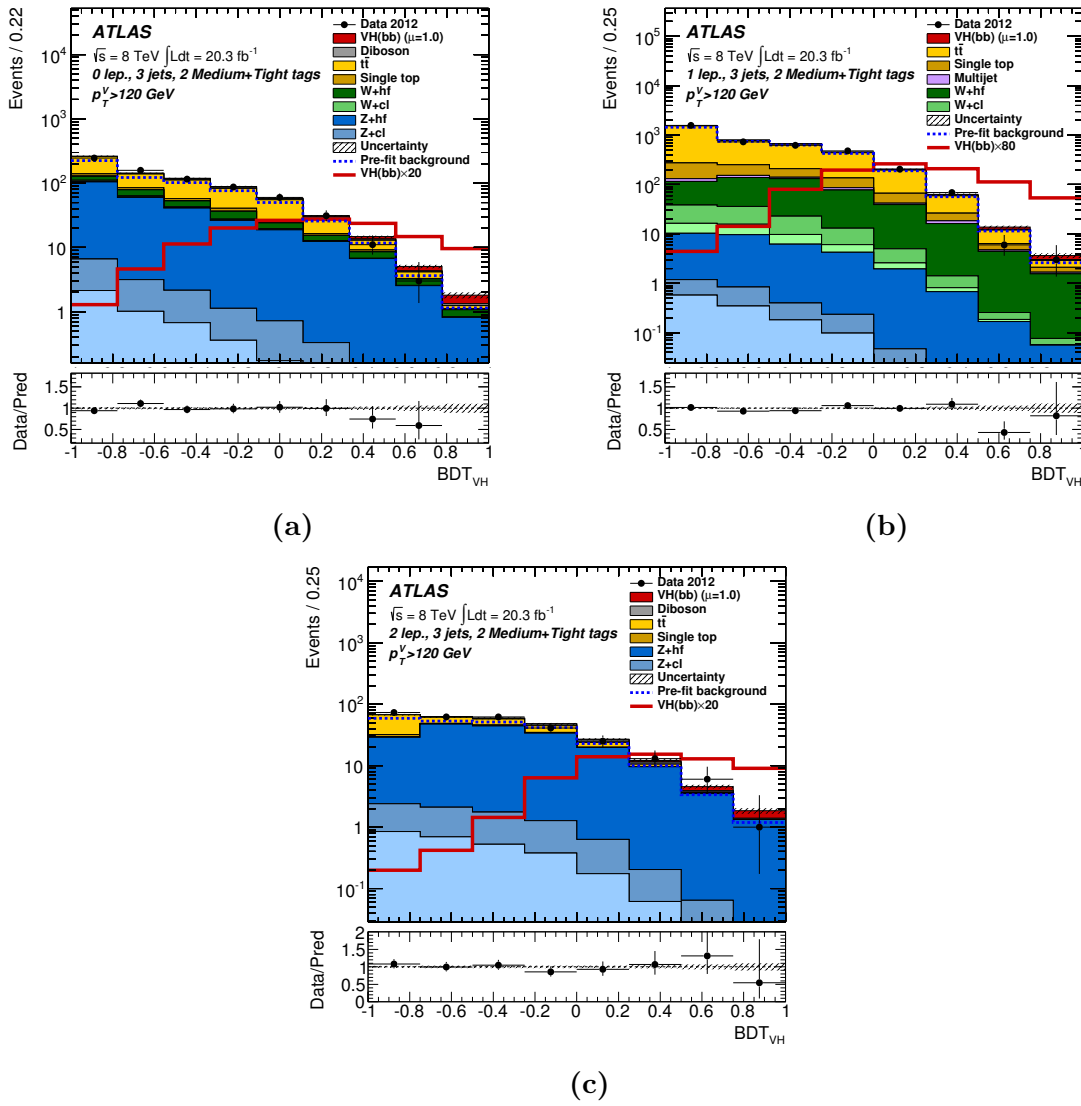 Events / 0.22
10⁴
10³
10²
10
1
ATLAS
√s = 8 TeV ∫Ldt = 20.3 fb⁻¹
0 lep., 3 jets, 2 Medium+Tight tags
p_T^V>120 GeV
Data 2012
VH(bb) (μ=1.0)
Diboson
tt̄
Single top
W+hf
W+cl
Z+hf
Z+cl
Uncertainty
Pre-fit background
VH(bb)×20
Data/Pred
1.5
1
0.5
-1 -0.8 -0.6 -0.4 -0.2 0 0.2 0.4 0.6 0.8 1
BDT_VH
(a)
Events / 0.25
10⁵
10⁴
10³
10²
10
1
10⁻¹
ATLAS
√s = 8 TeV ∫Ldt = 20.3 fb⁻¹
1 lep., 3 jets, 2 Medium+Tight tags
p_T^V>120 GeV
Data 2012
VH(bb) (μ=1.0)
tt̄
Single top
Multijet
W+hf
W+cl
Z+hf
Uncertainty
Pre-fit background
VH(bb)×80
Data/Pred
1.5
1
0.5
-1 -0.8 -0.6 -0.4 -0.2 0 0.2 0.4 0.6 0.8 1
BDT_VH
(b)
Events / 0.25
10⁴
10³
10²
10
1
10⁻¹
ATLAS
√s = 8 TeV ∫Ldt = 20.3 fb⁻¹
2 lep., 3 jets, 2 Medium+Tight tags
p_T^V>120 GeV
Data 2012
VH(bb) (μ=1.0)
Diboson
tt̄
Single top
Z+hf
Z+cl
Uncertainty
Pre-fit background
VH(bb)×20
Data/Pred
2
1.5
1
0.5
0
-1 -0.8 -0.6 -0.4 -0.2 0 0.2 0.4 0.6 0.8 1
BDT_VH
(c)